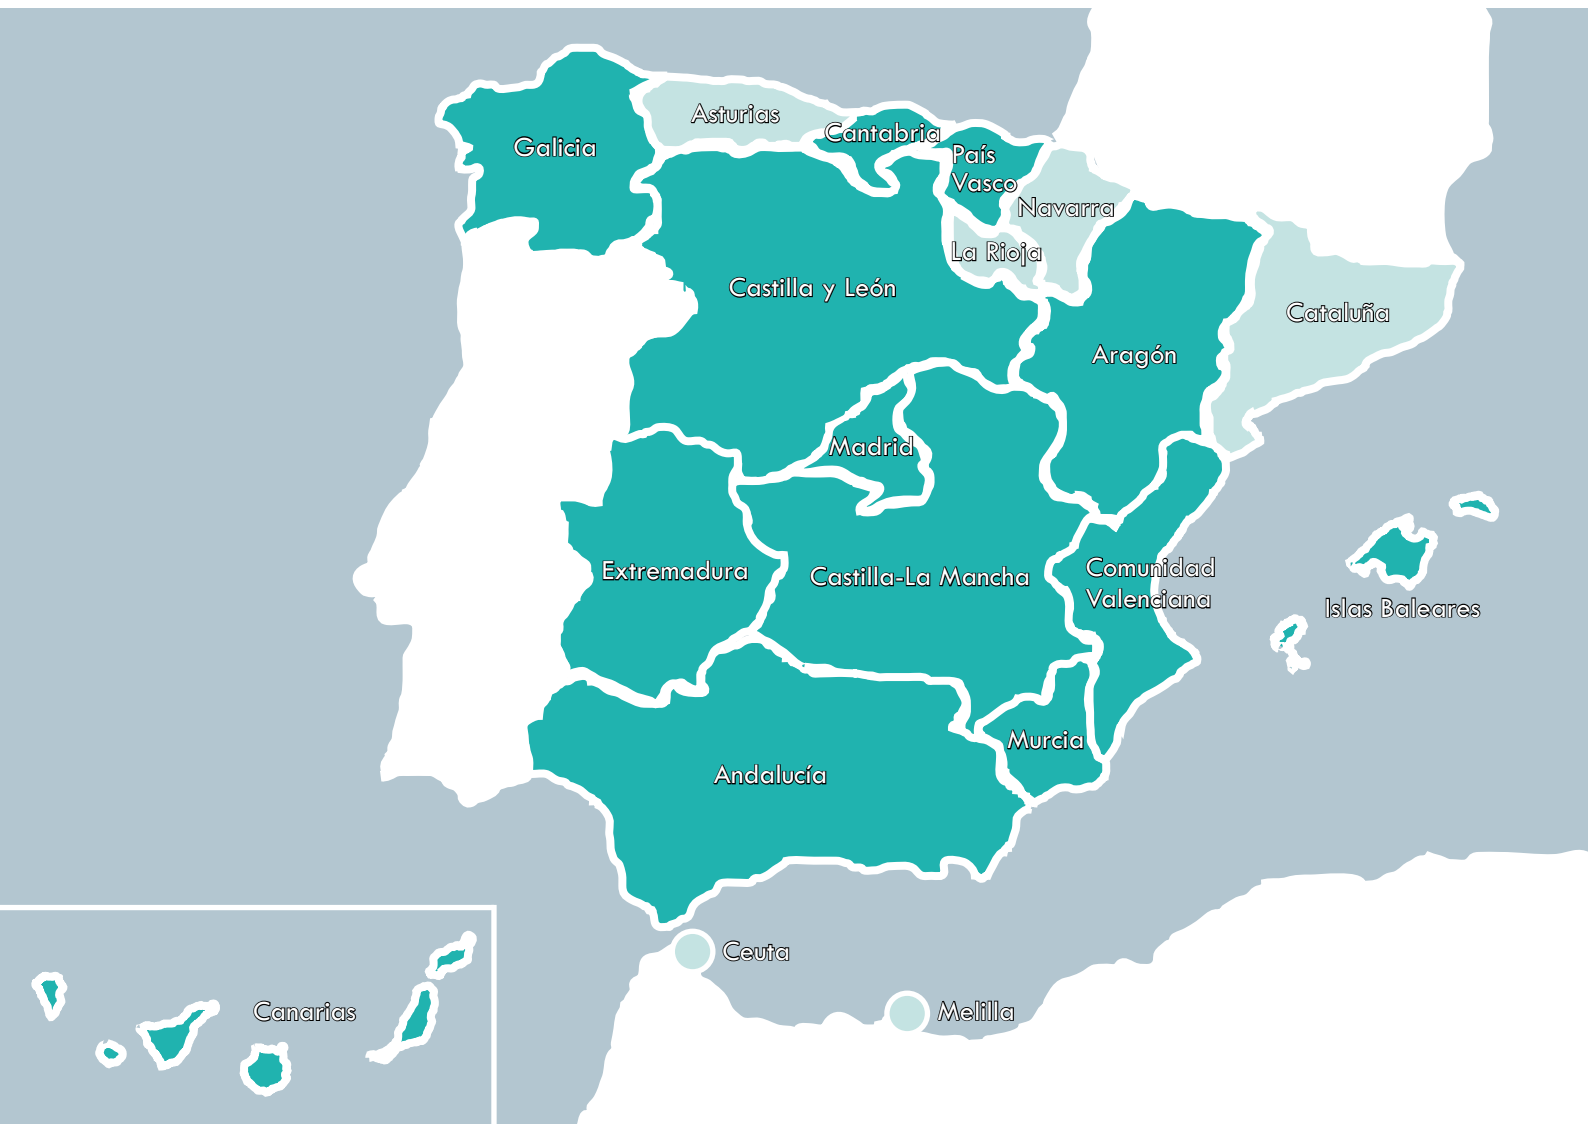 Asturias
Cantabria
Galicia
País
Vasco
Navarra
La Rioja
Castilla y León
Cataluña
Aragón
Madrid
Extremadura
Castilla-La Mancha
Comunidad
Valenciana
Islas Baleares
Murcia
Andalucía
Ceuta
Canarias
Melilla